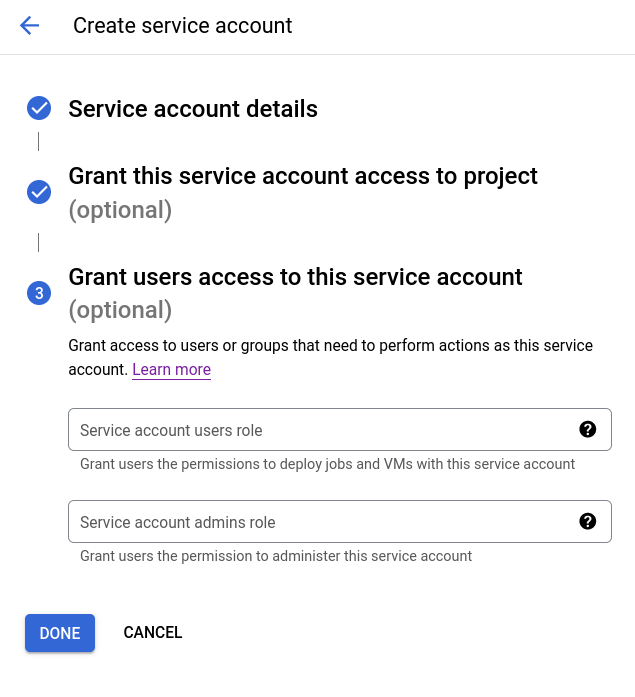 Create service account
Service account details
Grant this service account access to project
(optional)
3
Grant users access to this service account
(optional)
Grant access to users or groups that need to perform actions as this service
account. Learn more
Service account users role
?
Grant users the permissions to deploy jobs and VMs with this service account
Service account admins role
?
Grant users the permission to administer this service account
DONE CANCEL